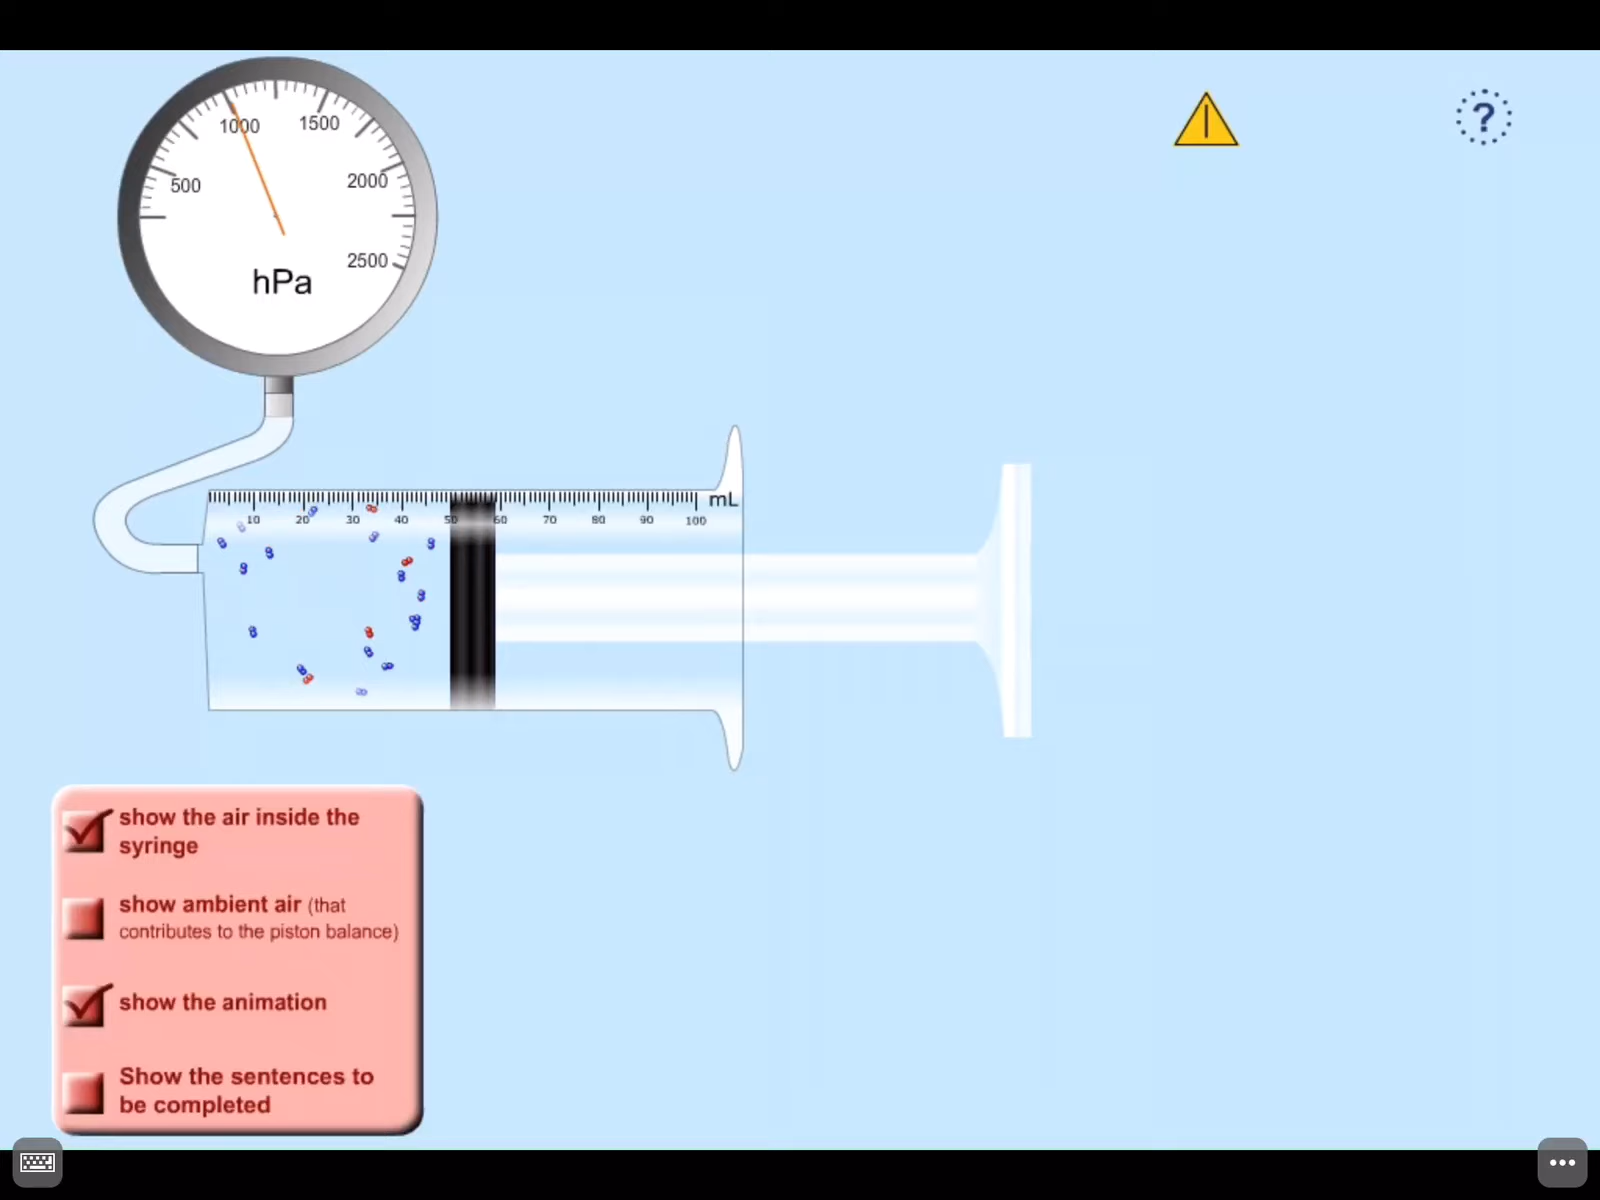 1000
1500
500
2000
2500
hPa
?
mL
10 20 30 40 50 60 70 80 90 100
show the air inside the
syringe
show ambient air (that
contributes to the piston balance)
show the animation
Show the sentences to
be completed